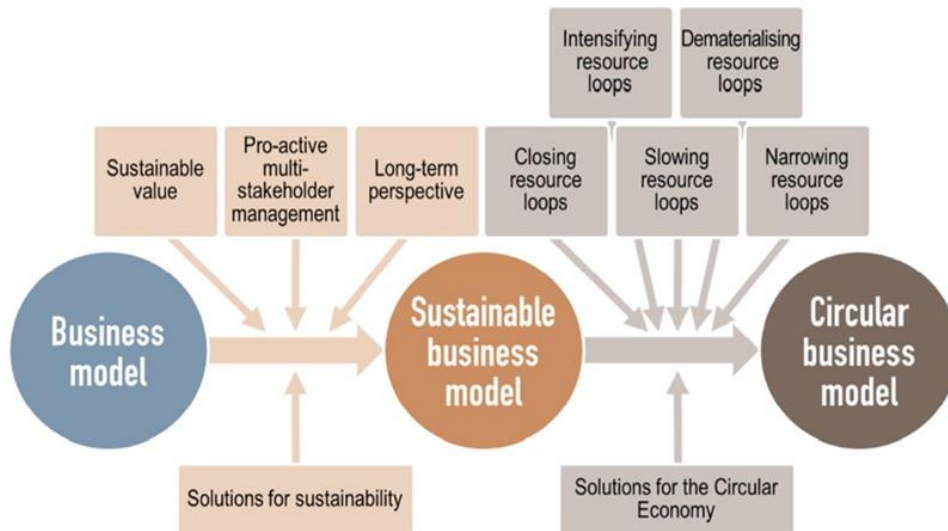 Intensifying
resource
loops
Dematerialising
resource
loops
Sustainable
value
Pro-active
multi-
stakeholder
management
Long-term
perspective
Closing
resource
loops
Slowing
resource
loops
Narrowing
resource
loops
Business
model
Sustainable
business
model
Circular
business
model
Solutions for sustainability
Solutions for the Circular
Economy